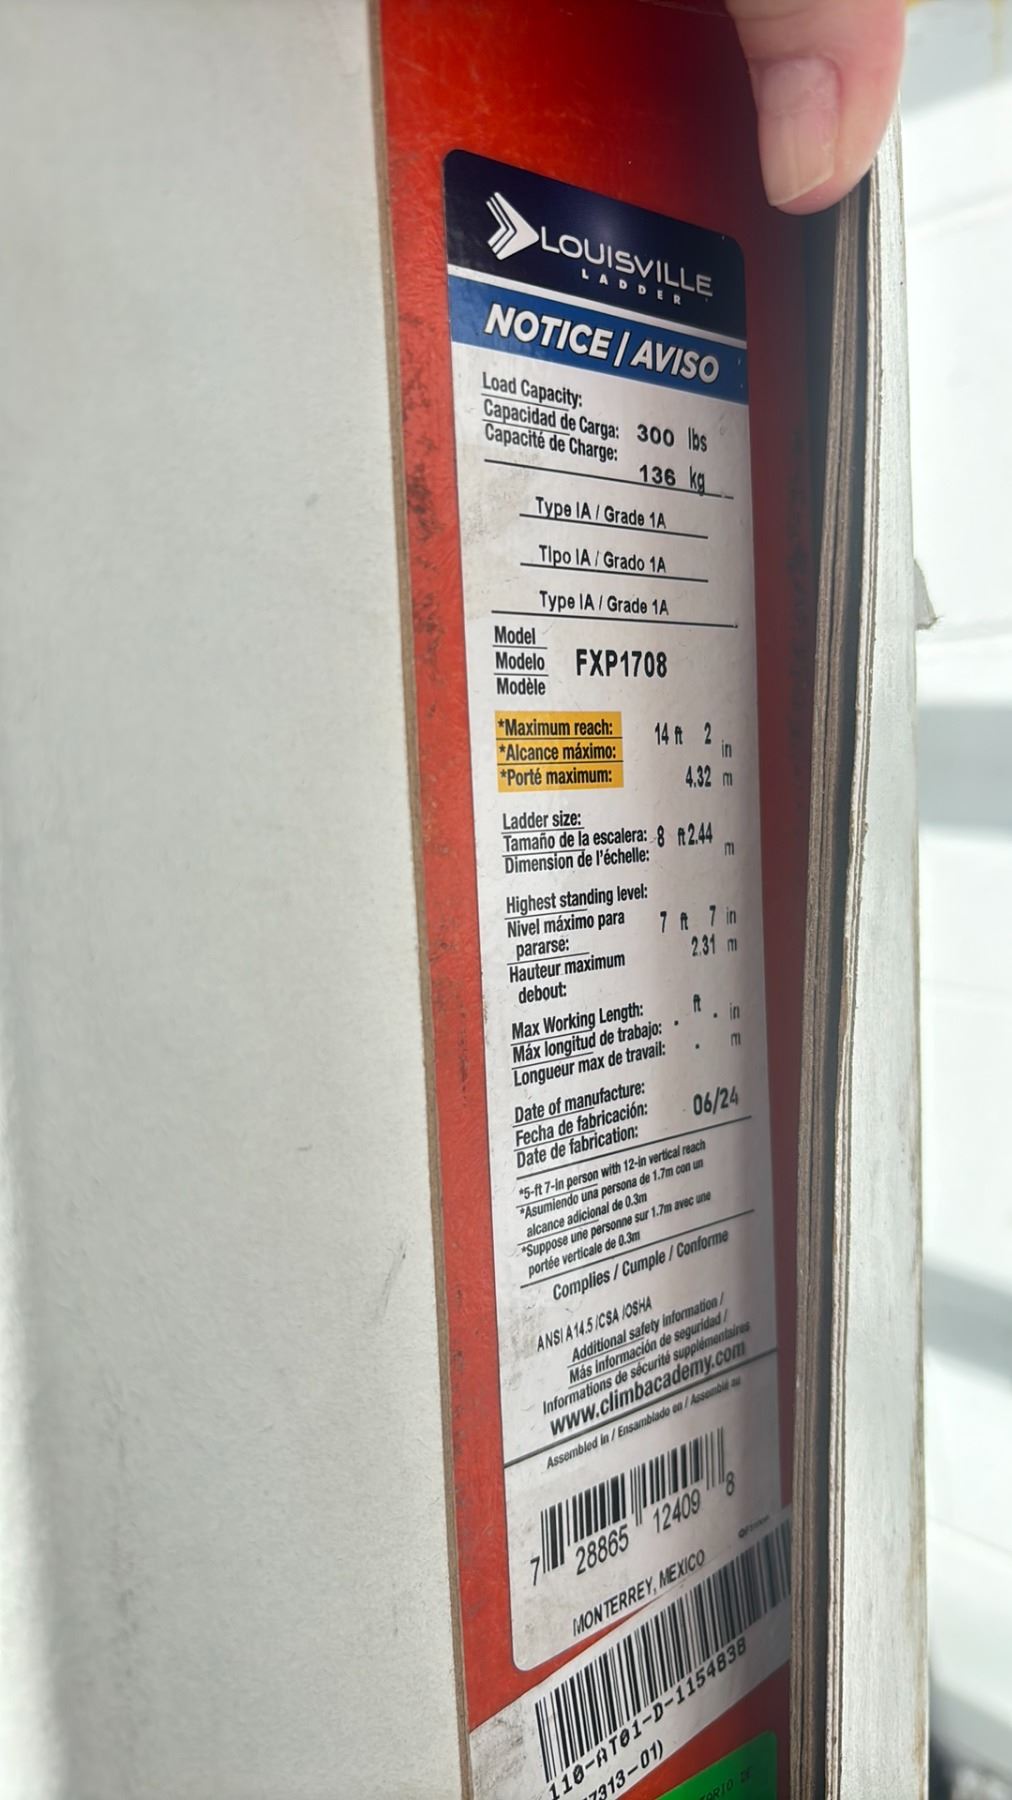 LOUISVILLE
LADDER
NOTICE / AVISO
Load Capacity:
Capacidad de Carga: 300 lbs
Capacité de Charge:
136 kg
Type IA / Grade 1A
Tipo IA / Grado 1A
Type IA / Grade 1A
Model
Modelo FXP1708
Modèle
*Maximum reach: 14 ft 2 in
*Alcance máximo:
*Porté maximum: 4.32 m
Ladder size:
Tamaño de la escalera: 8 ft 2.44 m
Dimension de l'échelle:
Highest standing level:
Nivel máximo para 7 ft 7 in
pararse: 2.31 m
Hauteur maximum
debout:
Max Working Length: ft
Máx longitud de trabajo: - - in
Longueur max de travail: - m
Date of manufacture:
Fecha de fabricación: 06/24
Date de fabrication:
*5-ft 7-in person with 12-in vertical reach
*Asumiendo una persona de 1.7m con un
alcance adicional de 0.3m
*Suppose une personne sur 1.7m avec une
portée verticale de 0.3m
Complies / Cumple / Conforme
ANSI A14.5 /CSA /OSHA
Additional safety information /
Más información de seguridad /
Informations de sécurité supplémentaires
www.climbacademy.com
Assembled in / Ensamblado en / Assemblé au
7 28865 12409 8
MONTERREY, MEXICO
110-AT01-D-1154838
7313-01)